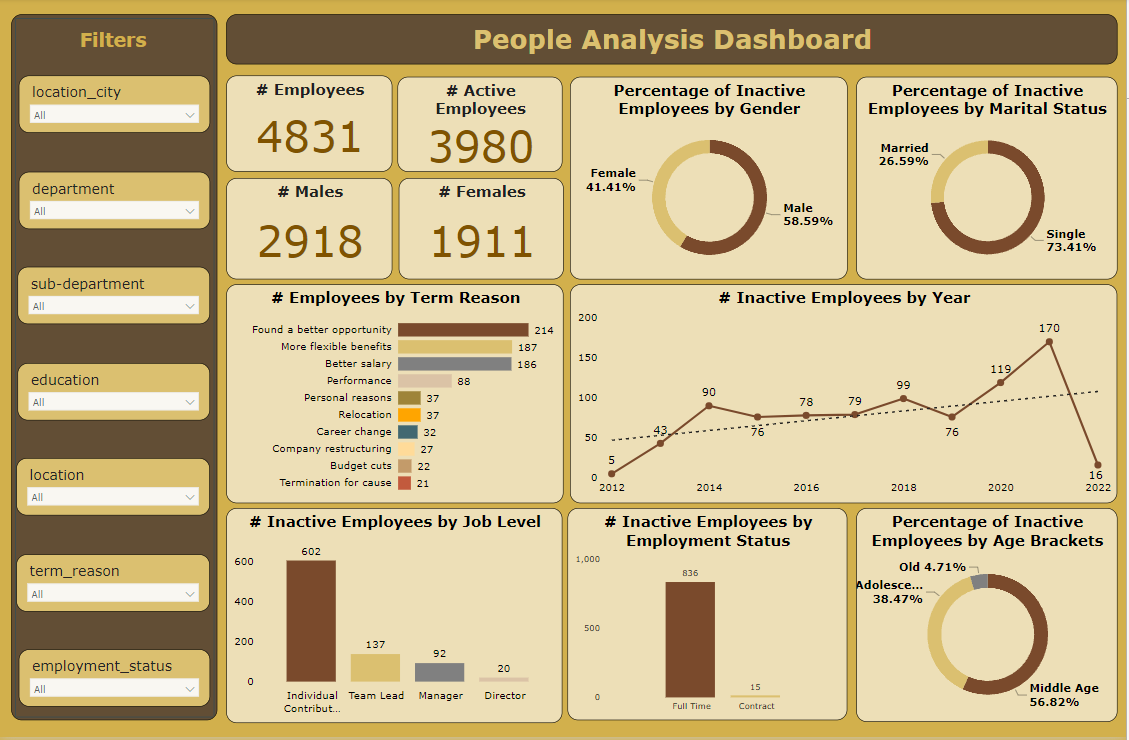 Filters
location_city
All
department
All
sub-department
All
education
All
location
All
term_reason
All
employment_status
All
People Analysis Dashboard
# Employees
4831
# Active
Employees
3980
# Males
2918
# Females
1911
Percentage of Inactive
Employees by Gender
Female
41.41%
Male
58.59%
Percentage of Inactive
Employees by Marital Status
Married
26.59%
Single
73.41%
# Employees by Term Reason
Found a better opportunity 214
More flexible benefits 187
Better salary 186
Performance 88
Personal reasons 37
Relocation 37
Career change 32
Company restructuring 27
Budget cuts 22
Termination for cause 21
# Inactive Employees by Year
200
150
100
50
0
5
43
90
76
78
79
99
76
119
170
16
2012 2014 2016 2018 2020 2022
# Inactive Employees by Job Level
600
400
200
0
602
137
92
20
Individual Team Lead Manager Director
Contribut...
# Inactive Employees by
Employment Status
1,000
500
0
836
15
Full Time Contract
Percentage of Inactive
Employees by Age Brackets
Old 4.71%
Adolesce...
38.47%
Middle Age
56.82%